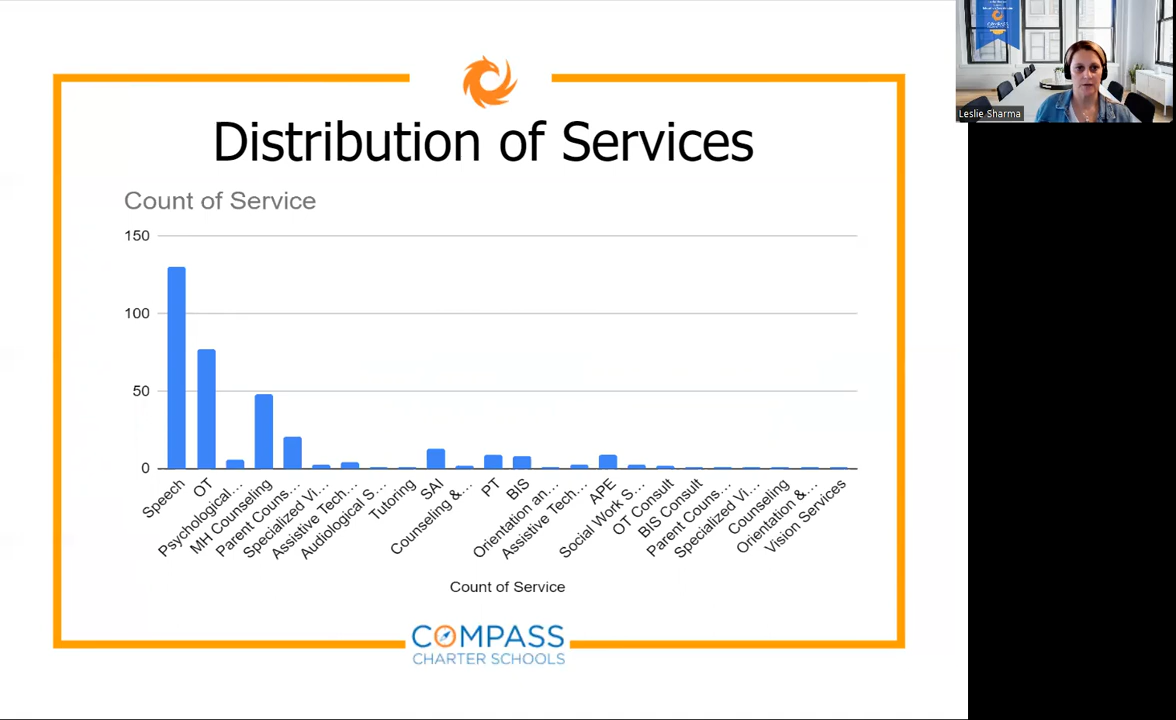 Distribution of Services
Count of Service
150
100
50
0
Speech
OT
Psychological…
MH Counseling
Parent Couns…
Specialized Vi…
Assistive Tech…
Audiological S…
Tutoring
SAI
Counseling &…
PT
BIS
Orientation an…
Assistive Tech…
APE
Social Work S…
OT Consult
BIS Consult
Parent Couns…
Specialized Vi…
Counseling
Orientation &…
Vision Services
Count of Service
COMPASS
CHARTER SCHOOLS
Leslie Sharma